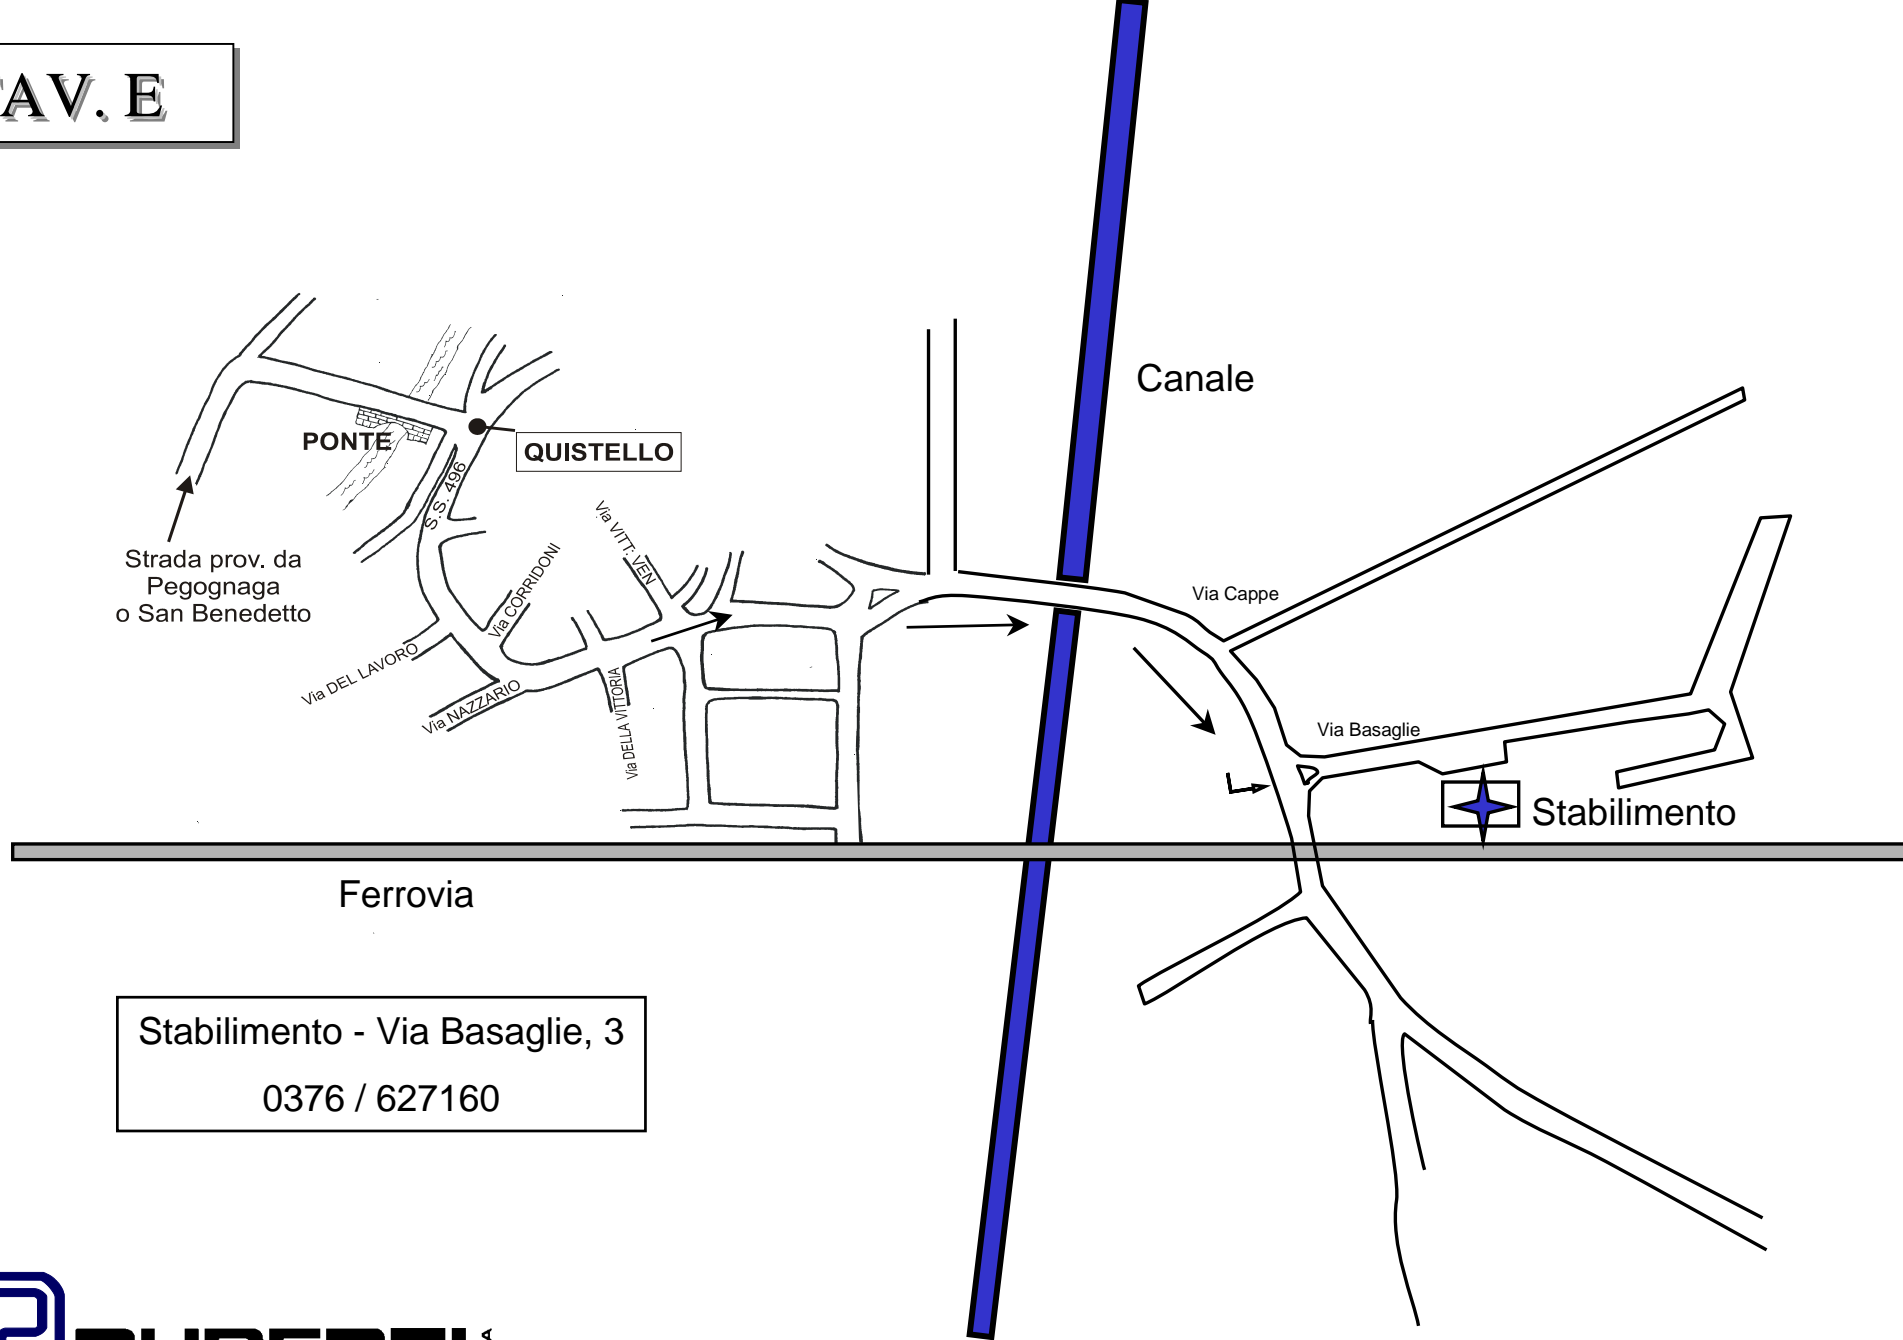 AV. E
Canale
PONTE
QUISTELLO
S.S. 496
Via VITT. VEN
Strada prov. da
Pegognaga
o San Benedetto
Via CORRIDONI
Via Cappe
Via DEL LAVORO
Via NAZZARIO
Via DELLA VITTORIA
Via Basaglie
Stabilimento
Ferrovia
Stabilimento - Via Basaglie, 3
0376 / 627160